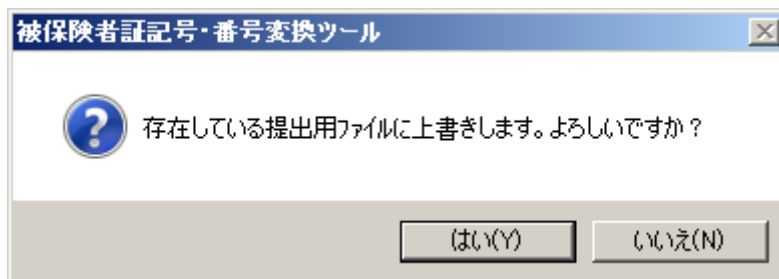 被保険者証記号・番号変換ツール
存在している提出用ファイルに上書きします。よろしいですか？
はい(Y)
いいえ(N)